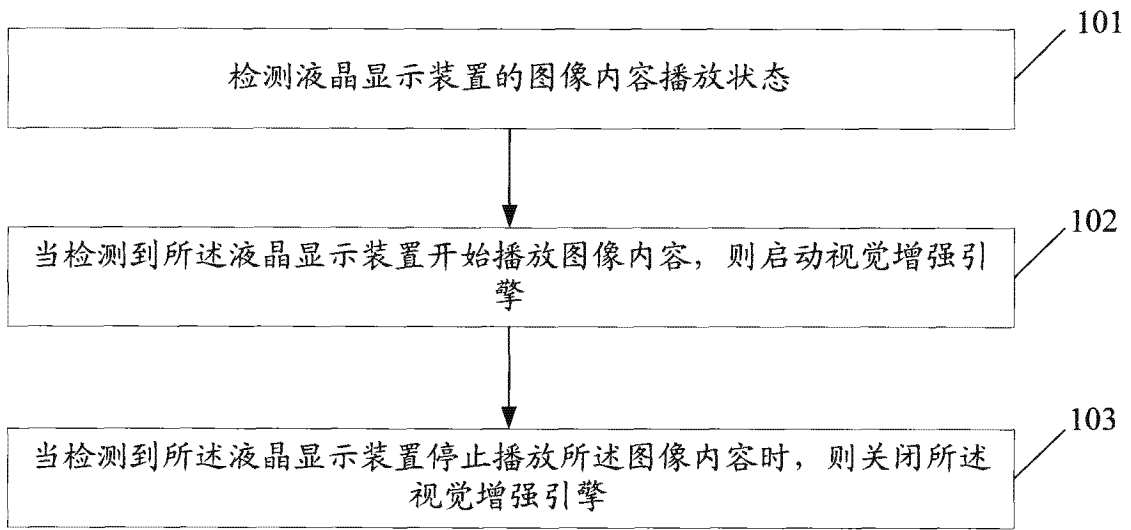 101
检测液晶显示装置的图像内容播放状态
102
当检测到所述液晶显示装置开始播放图像内容，则启动视觉增强引
擎
103
当检测到所述液晶显示装置停止播放所述图像内容时，则关闭所述
视觉增强引擎